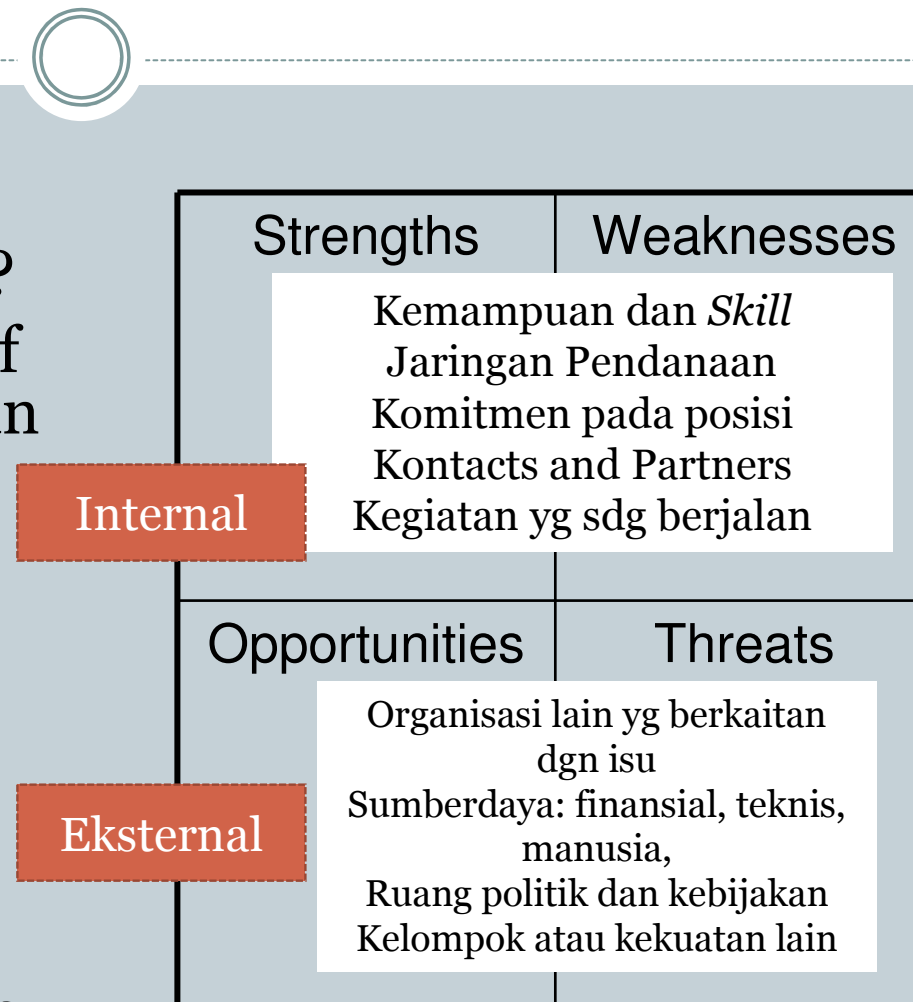 Strengths
Weaknesses
?
f
n
Kemampuan dan Skill
Jaringan Pendanaan
Komitmen pada posisi
Kontacts and Partners
Kegiatan yg sdg berjalan
Internal
Opportunities
Threats
Organisasi lain yg berkaitan
dgn isu
Sumberdaya: finansial, teknis,
manusia,
Ruang politik dan kebijakan
Kelompok atau kekuatan lain
Eksternal